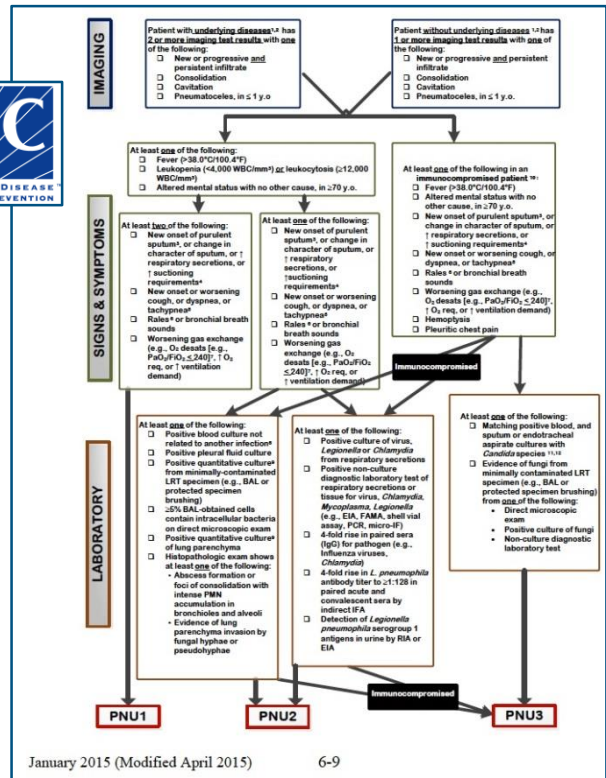 IMAGING
Patient with underlying diseases¹,² has
2 or more imaging test results with one
of the following:
☐ New or progressive and
persistent infiltrate
☐ Consolidation
☐ Cavitation
☐ Pneumatoceles, in ≤ 1 y.o
Patient without underlying diseases ¹,² has
1 or more imaging test results with one of
the following:
☐ New or progressive and persistent
infiltrate
☐ Consolidation
☐ Cavitation
☐ Pneumatoceles, in ≤ 1 y.o.
C
DISEASE™
EVENTION
SIGNS & SYMPTOMS
At least one of the following:
☐ Fever (>38.0°C/100.4°F)
☐ Leukopenia (<4,000 WBC/mm³) or leukocytosis (≥12,000
WBC/mm³)
☐ Altered mental status with no other cause, in ≥70 y.o.
At least two of the following:
☐ New onset of purulent
sputum³, or change in
character of sputum, or ↑
respiratory secretions, or
↑ suctioning
requirements⁴
☐ New onset or worsening
cough, or dyspnea, or
tachypnea⁵
☐ Rales ⁶ or bronchial breath
sounds
☐ Worsening gas exchange
(e.g., O₂ desats [e.g.,
PaO₂/FiO₂ ≤240]⁷, ↑ O₂
req, or ↑ ventilation
demand)
At least one of the following:
☐ New onset of purulent
sputum³, or change in
character of sputum, or
↑ respiratory
secretions, or
↑suctioning
requirements⁴
☐ New onset or worsening
cough, or dyspnea, or
tachypnea⁵
☐ Rales ⁶ or bronchial
breath sounds
☐ Worsening gas
exchange (e.g., O₂
desats [e.g., PaO₂/FiO₂
≤240]⁷, ↑ O₂ req, or
↑ ventilation demand)
At least one of the following in an
immunocompromised patient ¹⁰:
☐ Fever (>38.0°C/100.4°F)
☐ Altered mental status with no
other cause, in ≥70 y.o.
☐ New onset of purulent sputum³, or
change in character of sputum, or
↑ respiratory secretions, or
↑ suctioning requirements⁴
☐ New onset or worsening cough, or
dyspnea, or tachypnea⁵
☐ Rales ⁶ or bronchial breath sounds
☐ Worsening gas exchange (e.g.,
O₂ desats [e.g., PaO₂/FiO₂ ≤240]⁷,
↑ O₂ req, or ↑ ventilation demand)
☐ Hemoptysis
☐ Pleuritic chest pain
Immunocompromised
LABORATORY
At least one of the following:
☐ Positive blood culture not
related to another infection⁸
☐ Positive pleural fluid culture
☐ Positive quantitative culture⁹
from minimally-contaminated
LRT specimen (e.g., BAL or
protected specimen
brushing)
☐ ≥5% BAL-obtained cells
contain intracellular bacteria
on direct microscopic exam
☐ Positive quantitative culture⁹
of lung parenchyma
☐ Histopathologic exam shows
at least one of the following:
• Abscess formation or
foci of consolidation with
intense PMN
accumulation in
bronchioles and alveoli
• Evidence of lung
parenchyma invasion by
fungal hyphae or
pseudohyphae
At least one of the following:
☐ Positive culture of virus,
Legionella or Chlamydia
from respiratory secretions
☐ Positive non-culture
diagnostic laboratory test of
respiratory secretions or
tissue for virus, Chlamydia,
Mycoplasma, Legionella
(e.g., EIA, FAMA, shell vial
assay, PCR, micro-IF)
☐ 4-fold rise in paired sera
(IgG) for pathogen (e.g.,
Influenza viruses,
Chlamydia)
☐ 4-fold rise in L. pneumophila
antibody titer to ≥1:128 in
paired acute and
convalescent sera by
indirect IFA
☐ Detection of Legionella
pneumophila serogroup 1
antigens in urine by RIA or
EIA
At least one of the following:
☐ Matching positive blood, and
sputum or endotracheal
aspirate cultures with
Candida species ¹¹,¹²
☐ Evidence of fungi from
minimally contaminated LRT
specimen (e.g., BAL or
protected specimen brushing)
from one of the following:
• Direct microscopic
exam
• Positive culture of fungi
• Non-culture diagnostic
laboratory test
Immunocompromised
PNU1
PNU2
PNU3
January 2015 (Modified April 2015) 6-9